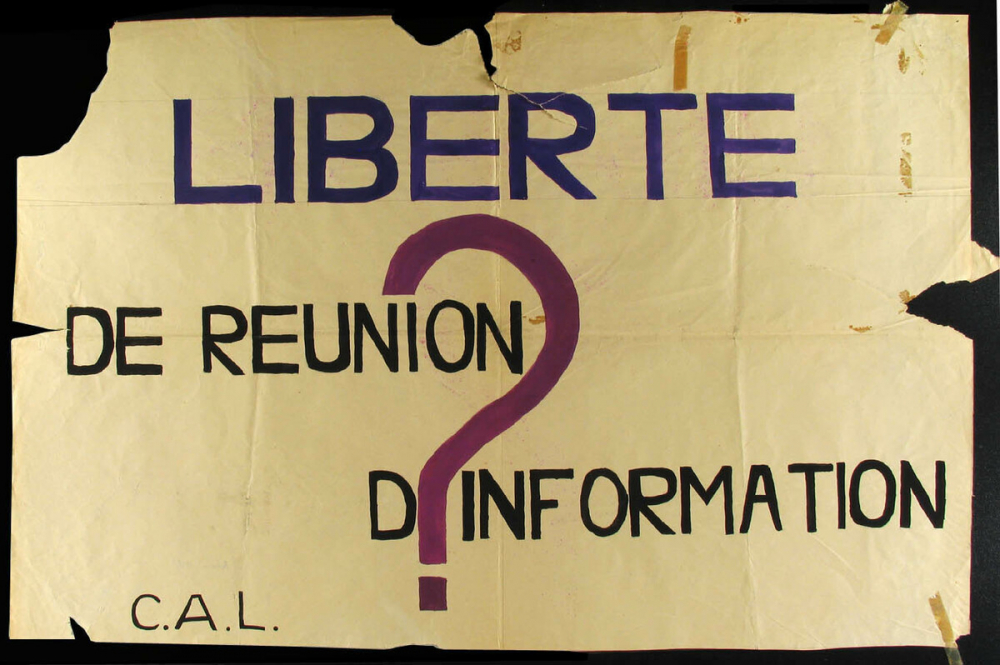 LIBERTE
?
DE REUNION
D INFORMATION
C.A.L.